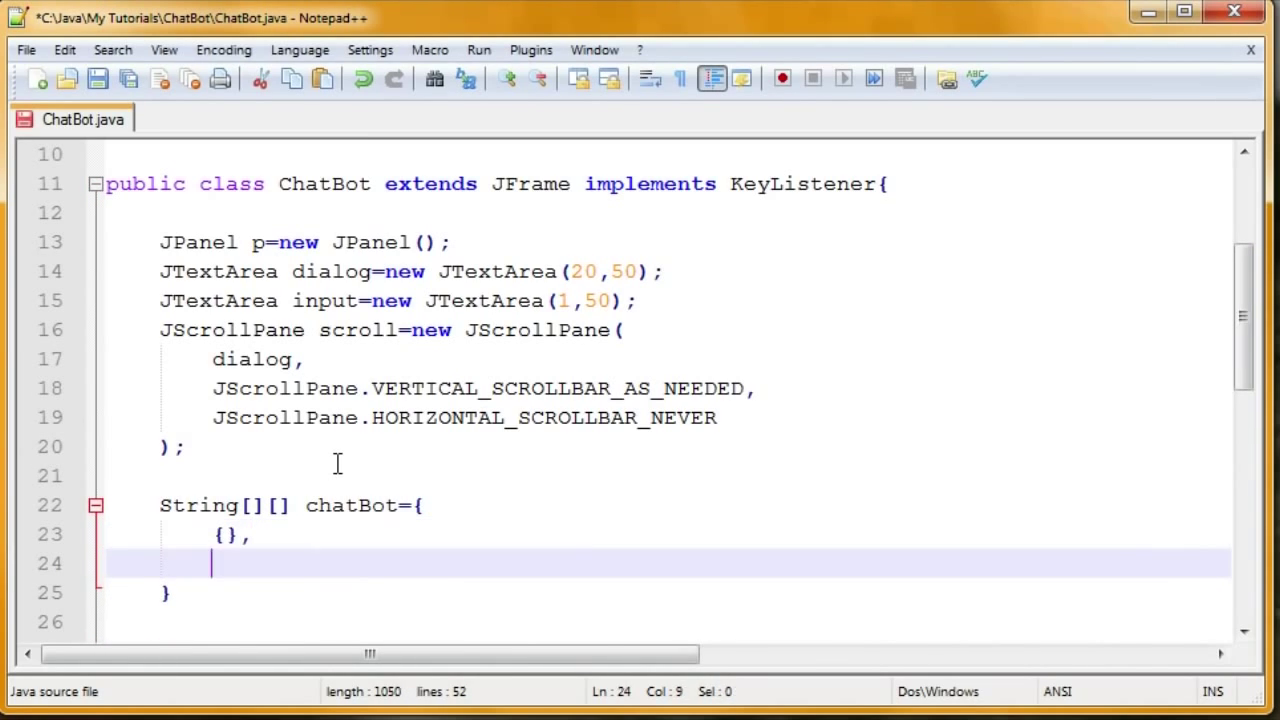 *C:\Java\My Tutorials\ChatBot\ChatBot.java - Notepad++
File Edit Search View Encoding Language Settings Macro Run Plugins Window ? X
ABC
ChatBot.java
10
11 public class ChatBot extends JFrame implements KeyListener{
12
13 JPanel p=new JPanel();
14 JTextArea dialog=new JTextArea(20,50);
15 JTextArea input=new JTextArea(1,50);
16 JScrollPane scroll=new JScrollPane(
17 dialog,
18 JScrollPane.VERTICAL_SCROLLBAR_AS_NEEDED,
19 JScrollPane.HORIZONTAL_SCROLLBAR_NEVER
20 );
21
22 String[][] chatBot={
23 {},
24
25 }
26
Java source file length : 1050 lines : 52 Ln : 24 Col : 9 Sel : 0 Dos\Windows ANSI INS